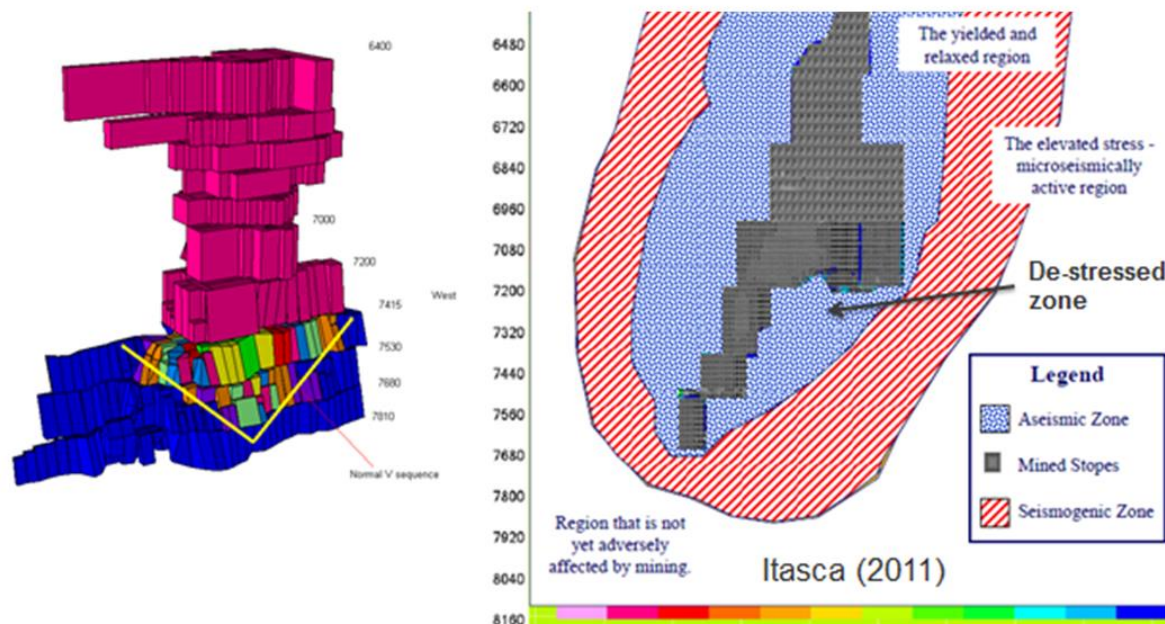 6400
7000
7200
West
7415
7530
7680
7810
Normal V sequence
6480
6600
6720
6840
6960
7080
7200
7320
7440
7560
7680
7800
7920
8040
8160
The yielded and
relaxed region
The elevated stress -
microseismically
active region
De-stressed
zone
Legend
Aseismic Zone
Mined Stopes
Seismogenic Zone
Region that is not
yet adversely
affected by mining.
Itasca (2011)